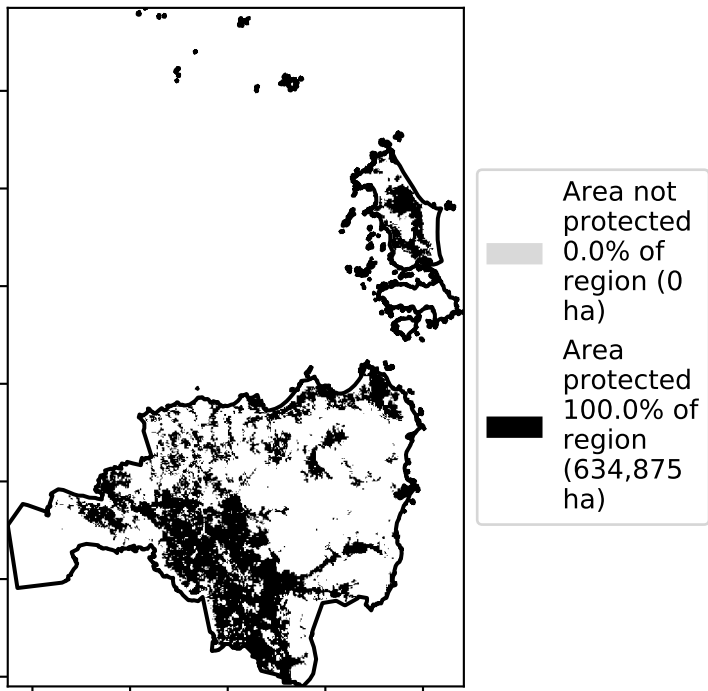 Area not
protected
0.0% of
region (0
ha)
Area
protected
100.0% of
region
(634,875
ha)